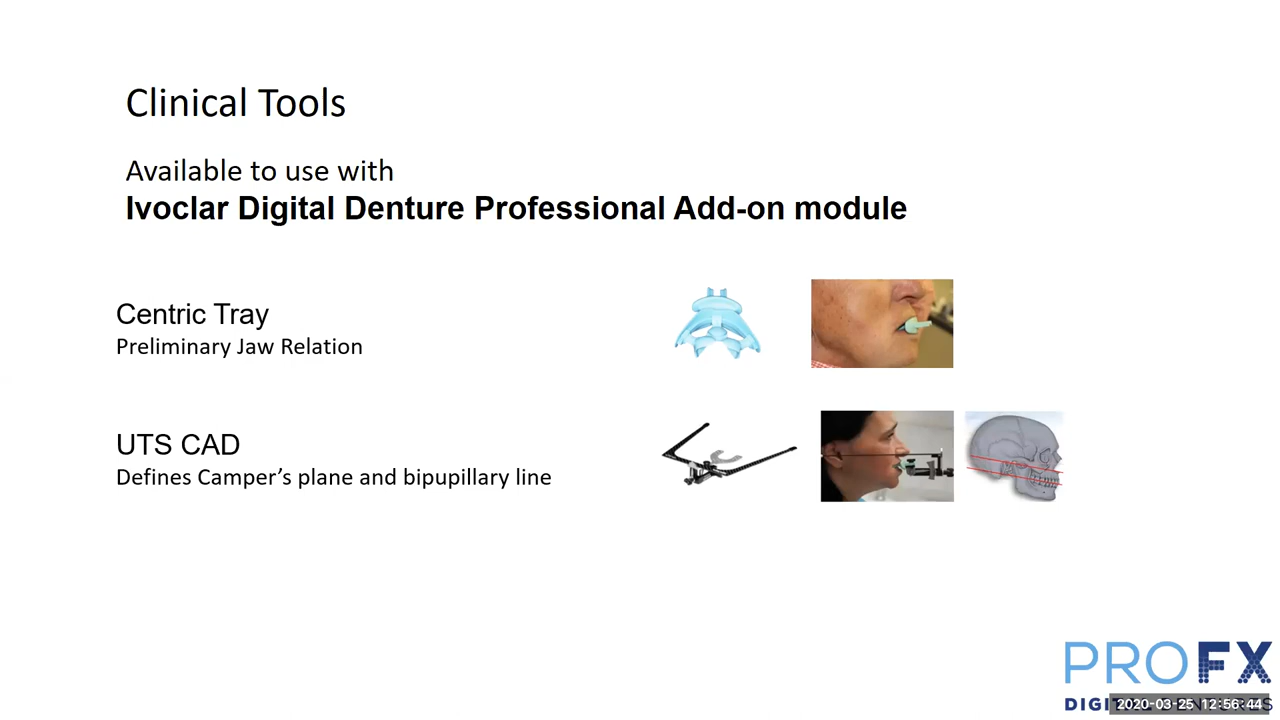 Clinical Tools
Available to use with
Ivoclar Digital Denture Professional Add-on module
Centric Tray
Preliminary Jaw Relation
UTS CAD
Defines Camper’s plane and bipupillary line
PROFX
2020-03-25 12:56:44